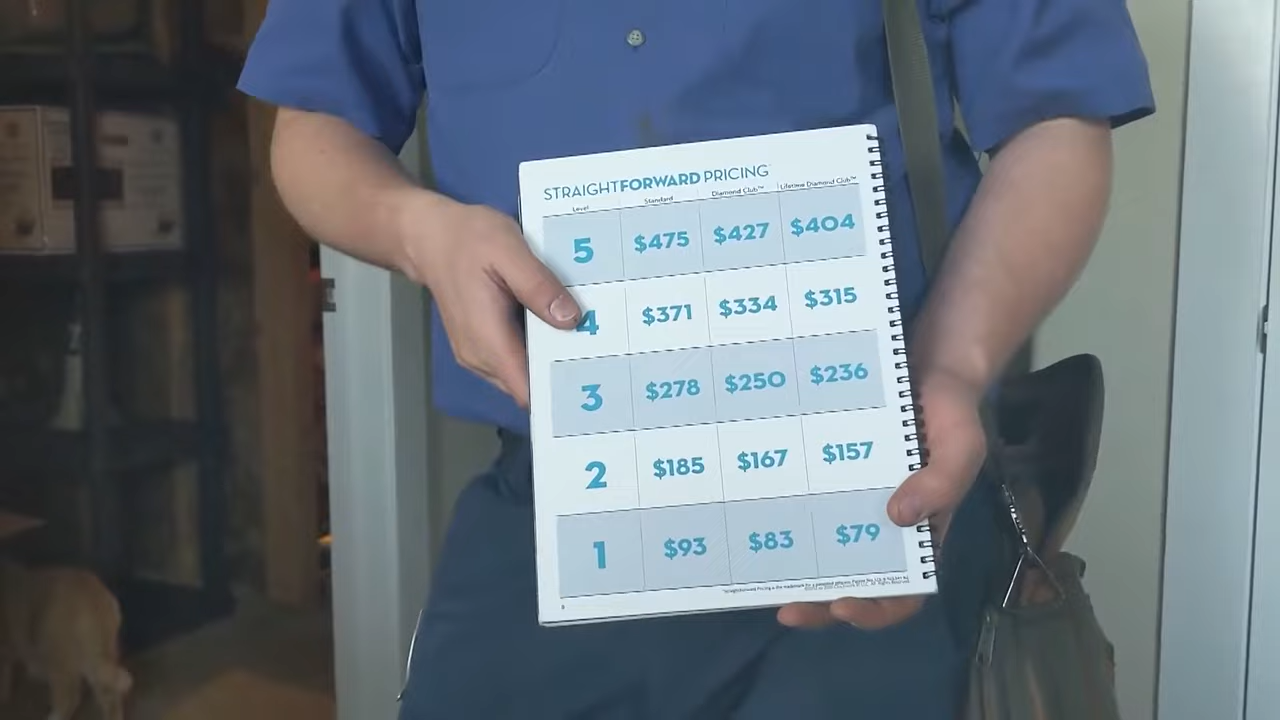 STRAIGHTFORWARD PRICING™
Level Standard Diamond Club™ Lifetime Diamond Club™
5 $475 $427 $404
4 $371 $334 $315
3 $278 $250 $236
2 $185 $167 $157
1 $93 $83 $79